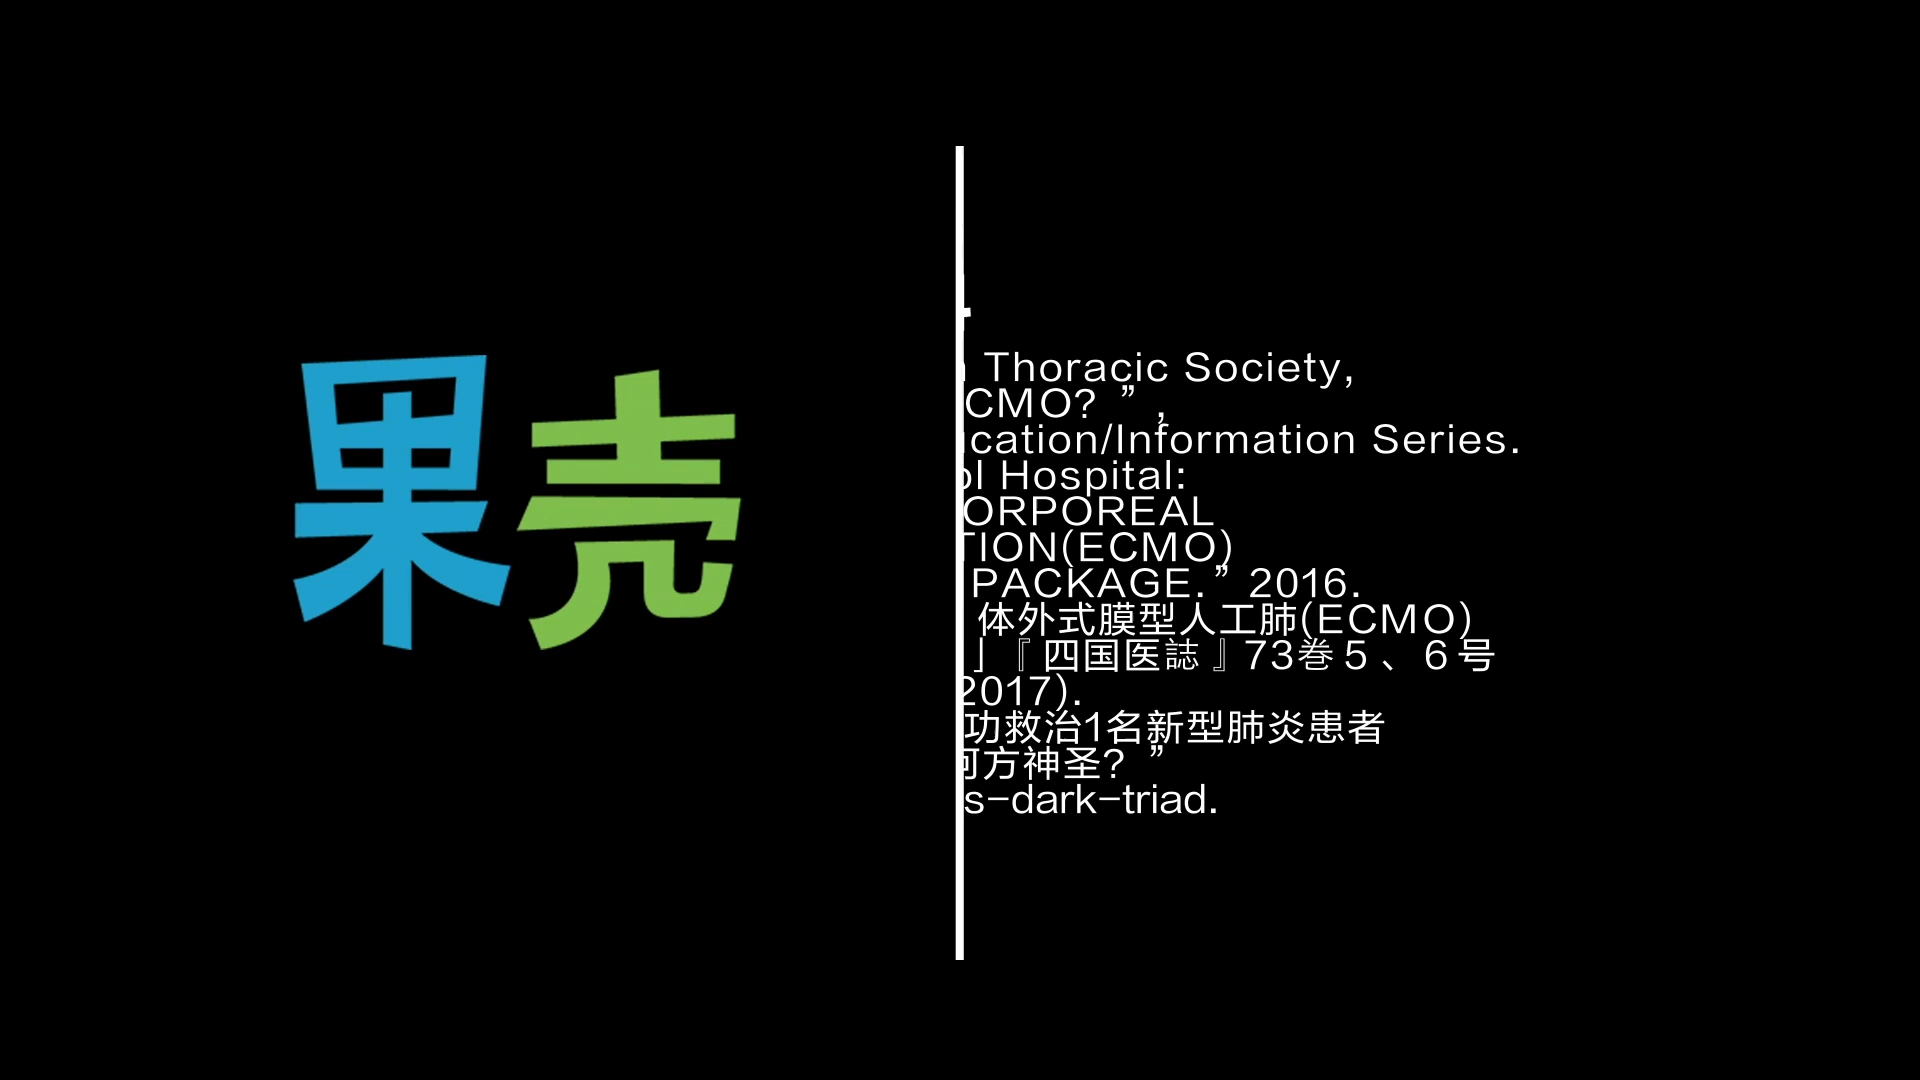 果壳
Thoracic Society,
CMO？”,
cation/Information Series.
Hospital:
ORPOREAL
TION(ECMO)
PACKAGE.” 2016.
体外式膜型人工肺(ECMO)
」『四国医誌』73巻５、６号
2017).
功救治1名新型肺炎患者
何方神圣？”
s-dark-triad.